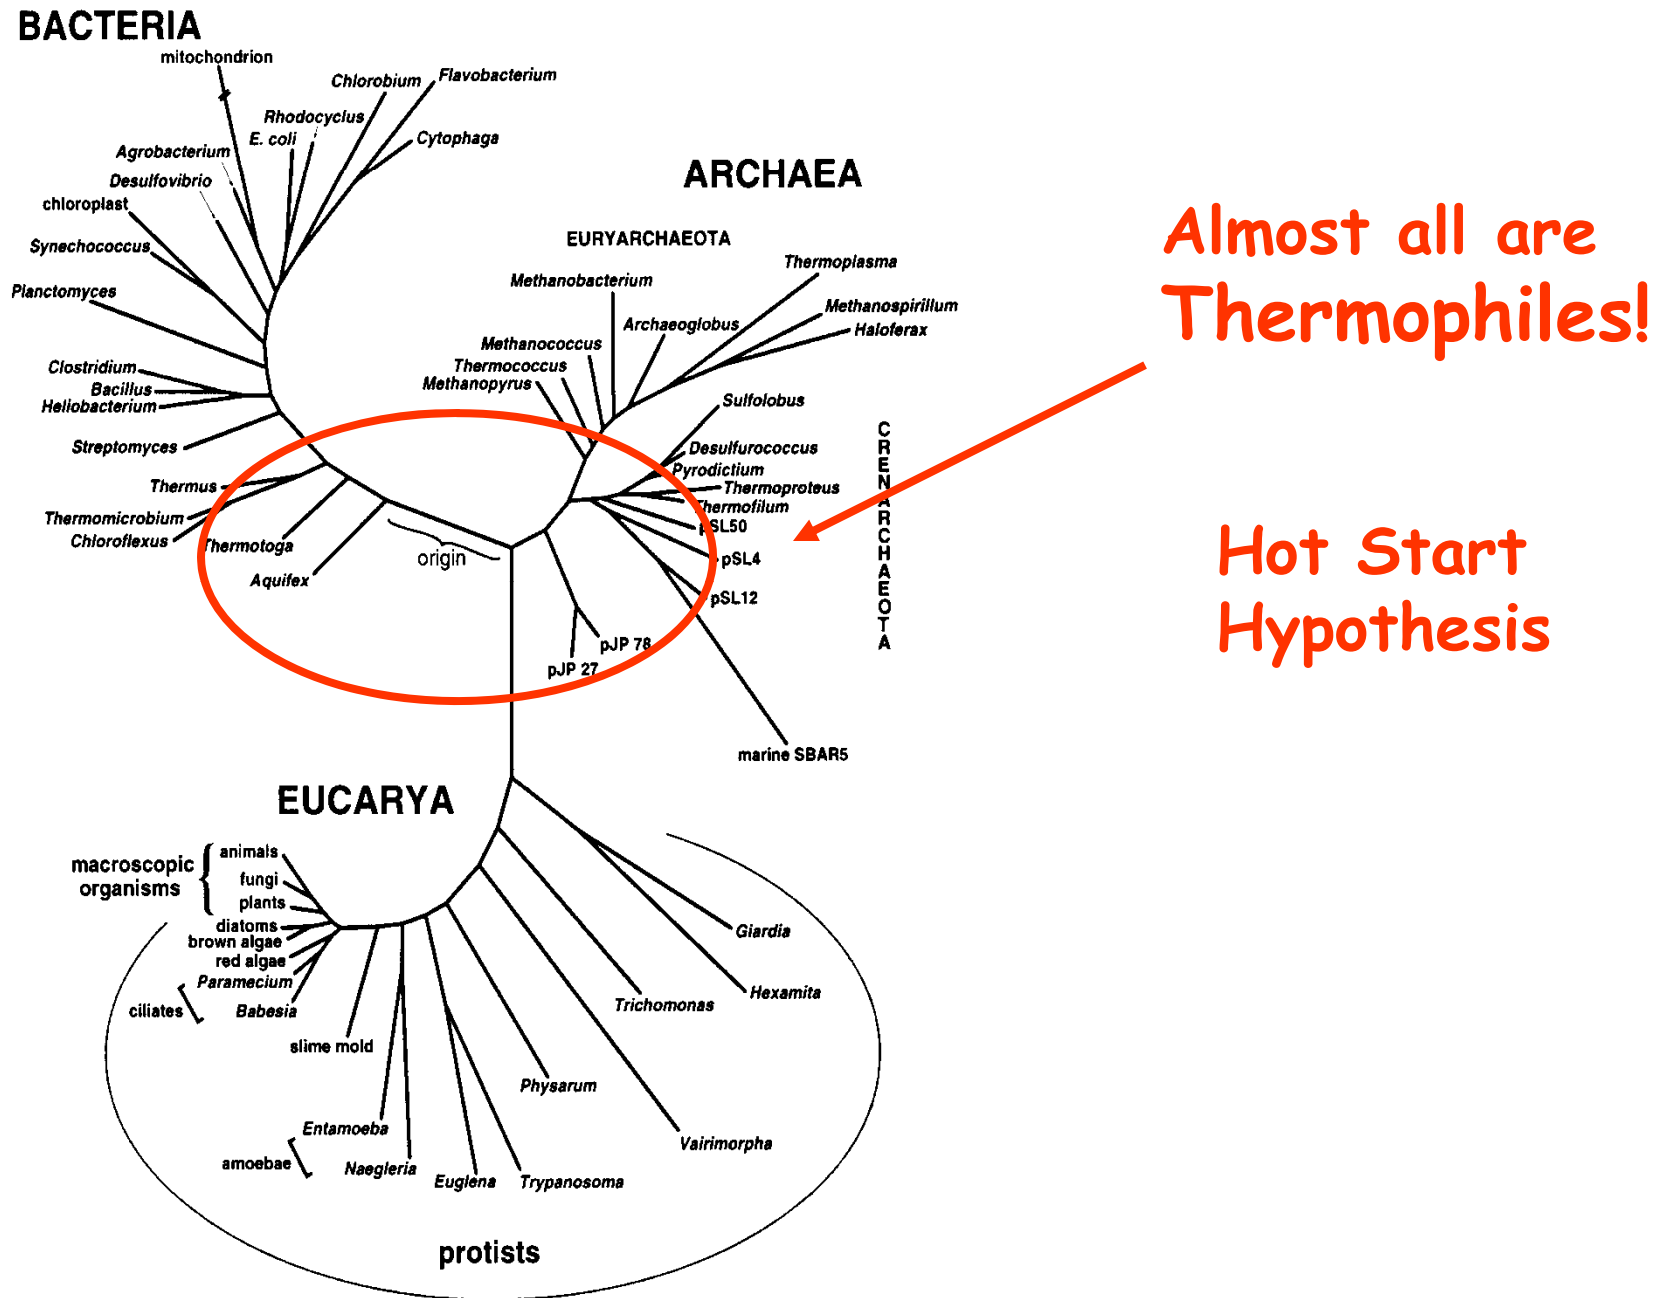 BACTERIA
mitochondrion
Chlorobium
Flavobacterium
Rhodocyclus
E. coli
Cytophaga
Agrobacterium
Desulfovibrio
chloroplast
Synechococcus
Planctomyces
Clostridium
Bacillus
Heliobacterium
Streptomyces
Thermus
Thermomicrobium
Chloroflexus
Thermotoga
Aquifex
origin
ARCHAEA
EURYARCHAEOTA
Thermoplasma
Methanobacterium
Methanospirillum
Archaeoglobus
Haloferax
Methanococcus
Thermococcus
Methanopyrus
Sulfolobus
Desulfurococcus
Pyrodictium
Thermoproteus
Thermofilum
pSL50
pSL4
pSL12
pJP 78
pJP 27
marine SBAR5
CRENARCHAEOTA
Almost all are
Thermophiles!
Hot Start
Hypothesis
EUCARYA
macroscopic
organisms
animals
fungi
plants
diatoms
brown algae
red algae
Paramecium
ciliates
Babesia
slime mold
Entamoeba
amoebae
Naegleria
Euglena
Trypanosoma
Physarum
Vairimorpha
Trichomonas
Hexamita
Giardia
protists